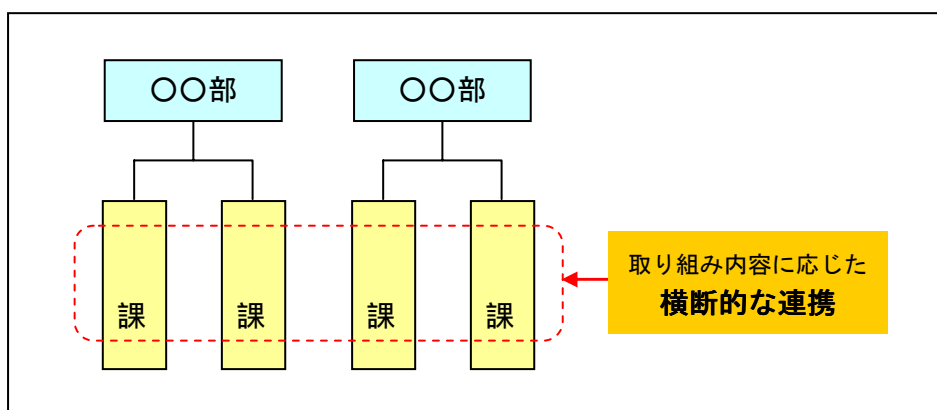 〇〇部
〇〇部
課
課
課
課
取り組み内容に応じた
横断的な連携